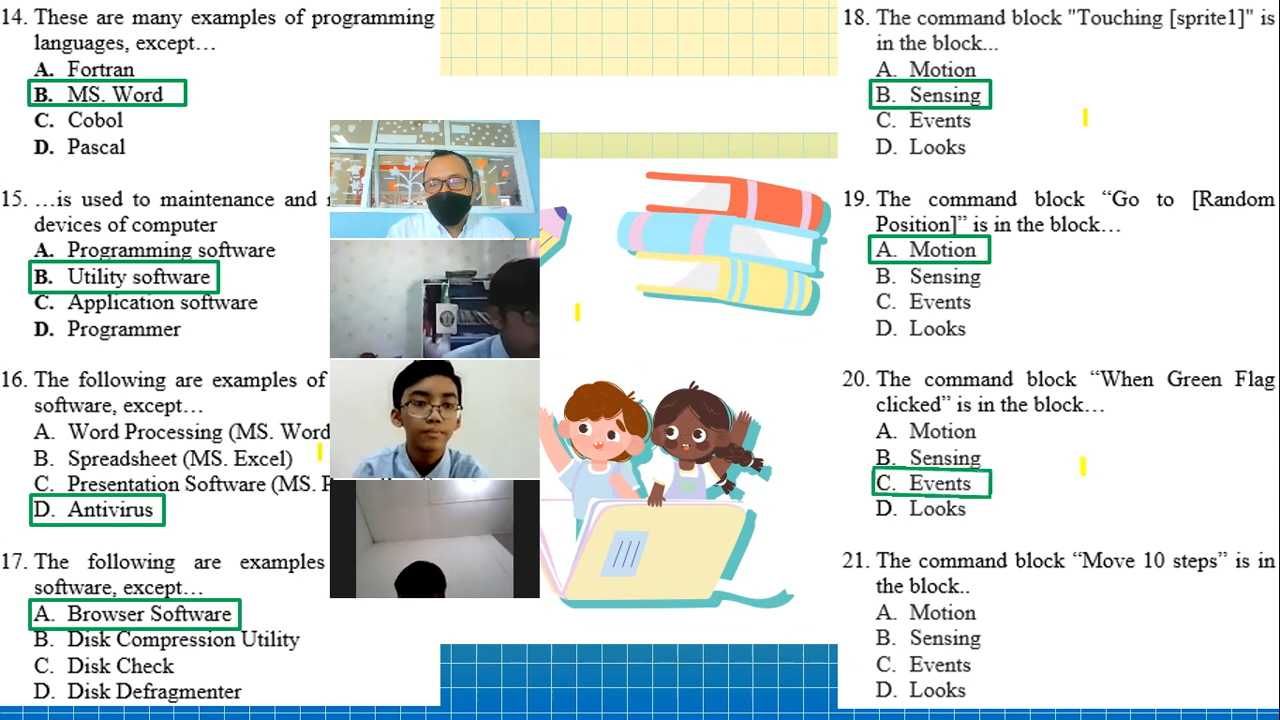 14. These are many examples of programming
languages, except…
A. Fortran
B. MS. Word
C. Cobol
D. Pascal
15. …is used to maintenance and
devices of computer
A. Programming software
B. Utility software
C. Application software
D. Programmer
16. The following are examples of
software, except…
A. Word Processing (MS. Word
B. Spreadsheet (MS. Excel)
C. Presentation Software (MS.
D. Antivirus
17. The following are examples
software, except…
A. Browser Software
B. Disk Compression Utility
C. Disk Check
D. Disk Defragmenter
18. The command block "Touching [sprite1]" is
in the block...
A. Motion
B. Sensing
C. Events
D. Looks
19. The command block “Go to [Random
Position]” is in the block…
A. Motion
B. Sensing
C. Events
D. Looks
20. The command block “When Green Flag
clicked” is in the block…
A. Motion
B. Sensing
C. Events
D. Looks
21. The command block “Move 10 steps” is in
the block..
A. Motion
B. Sensing
C. Events
D. Looks